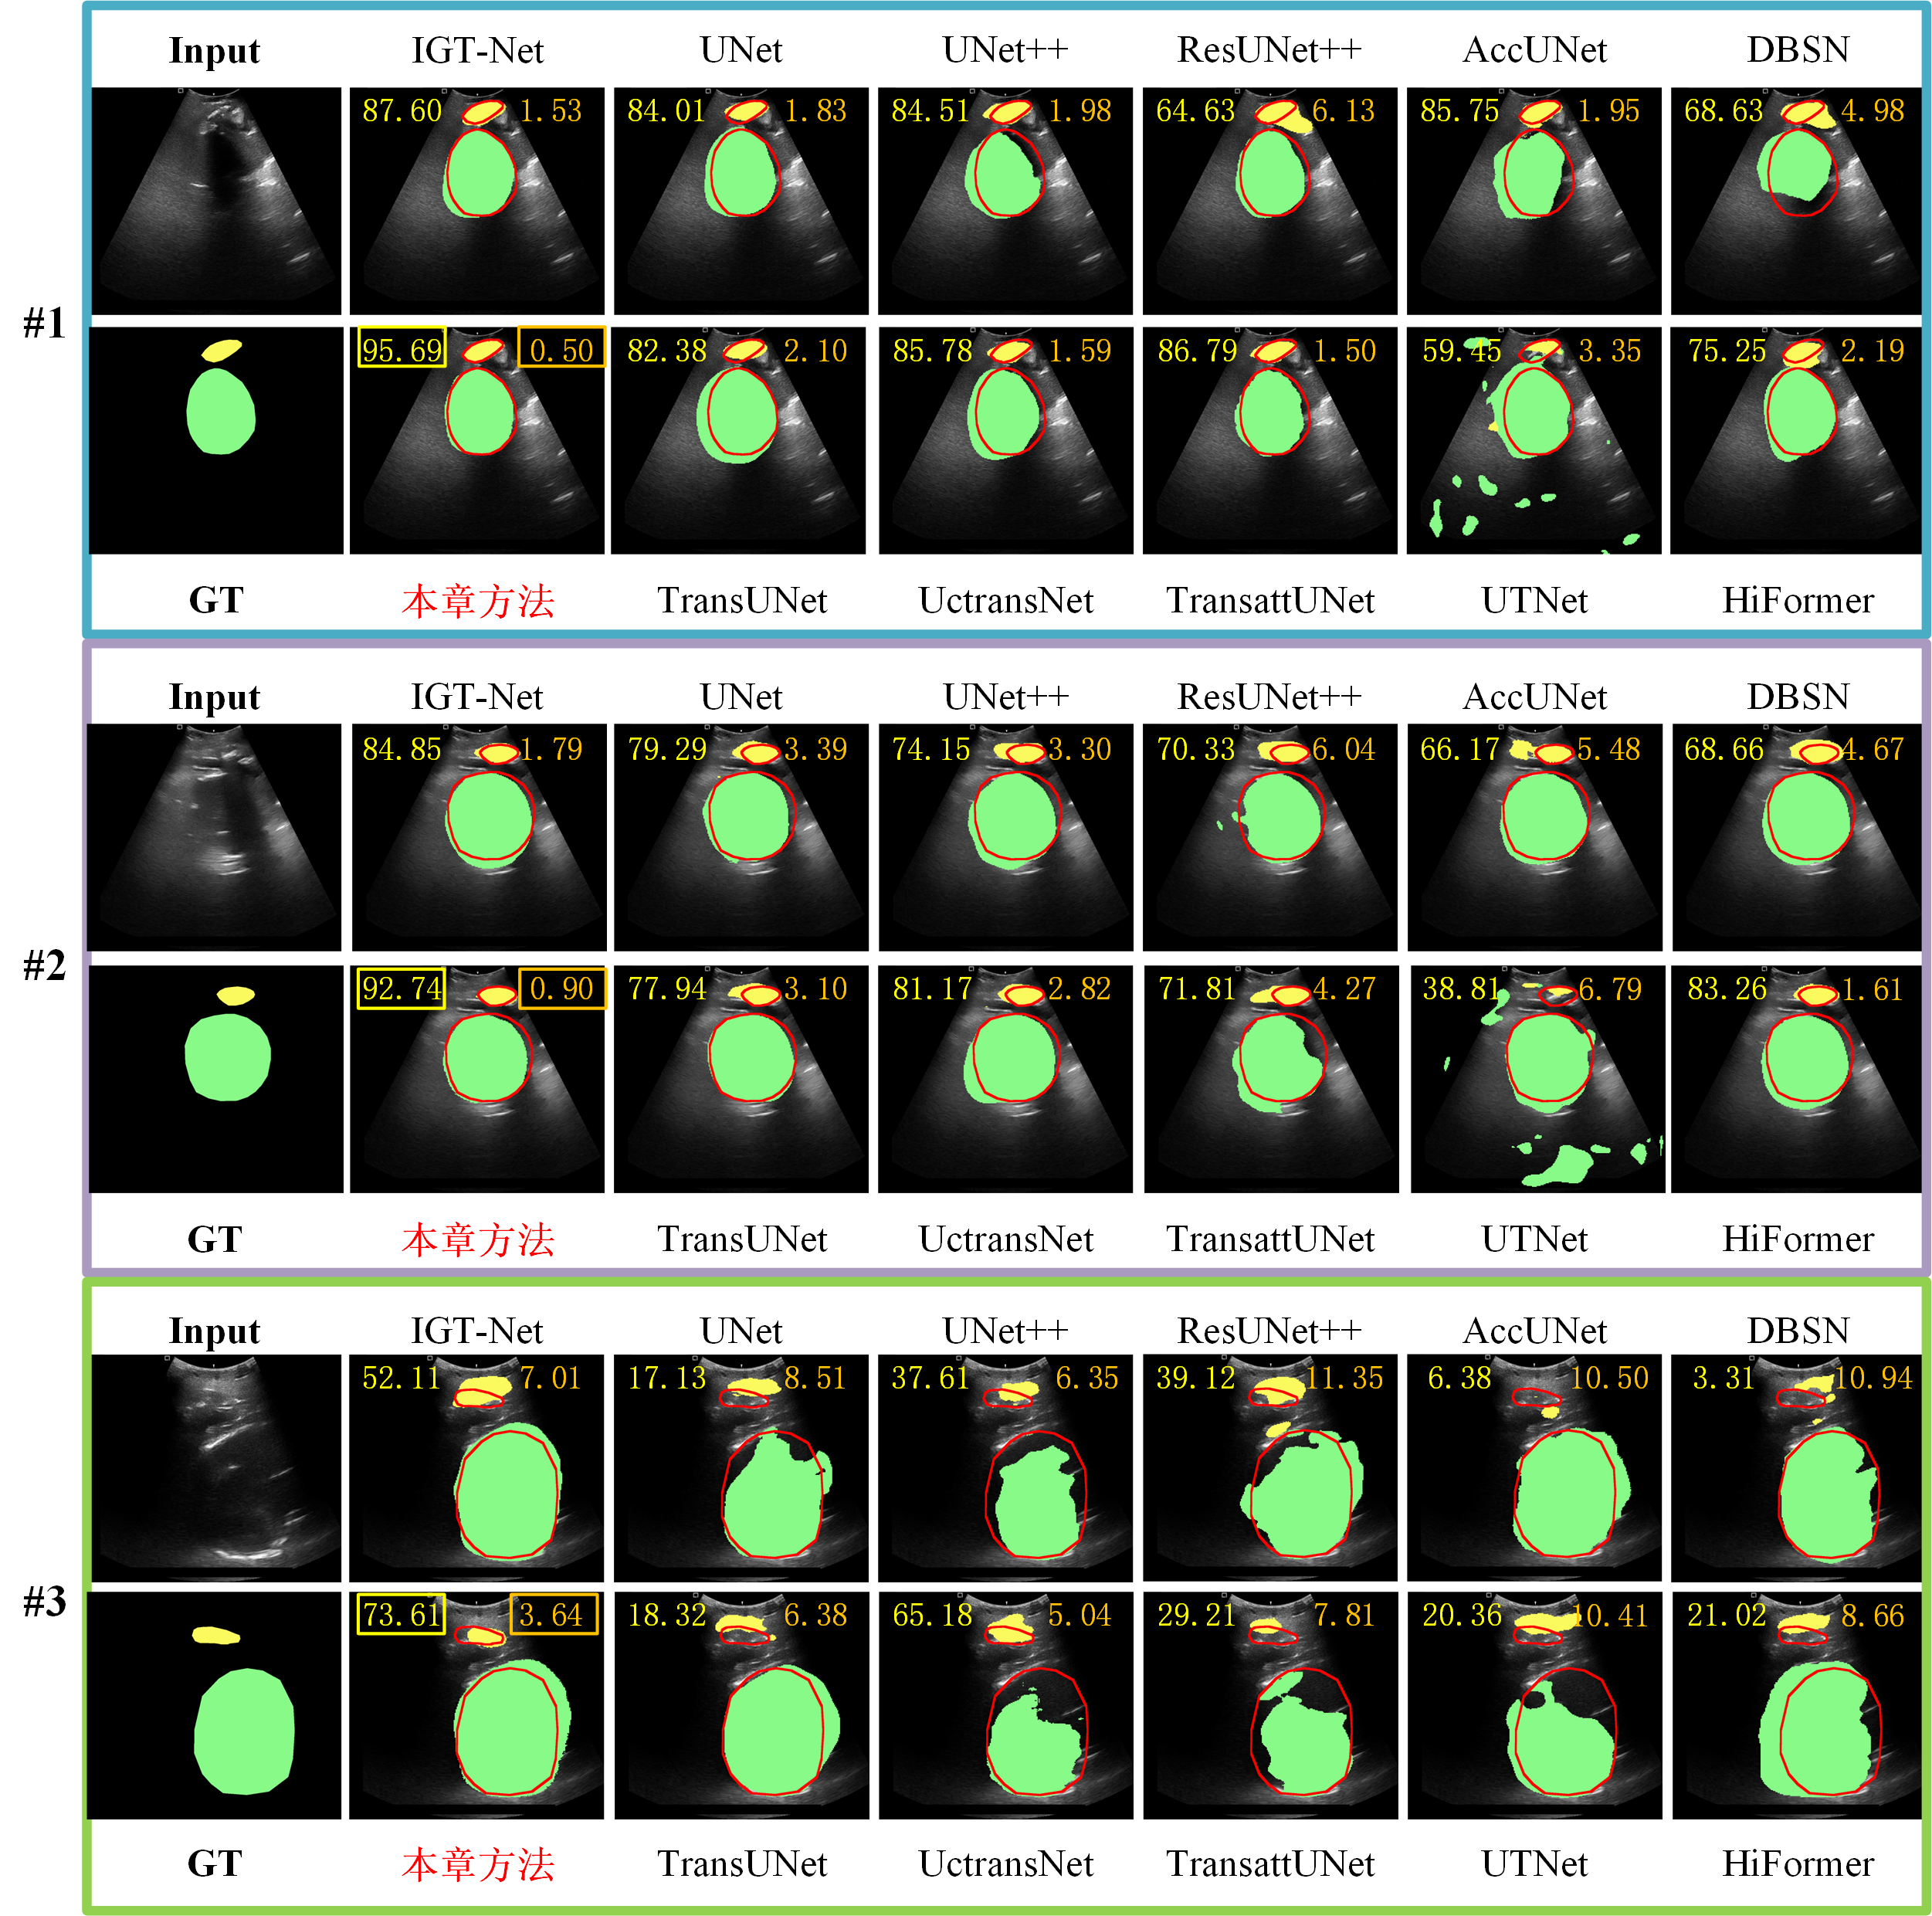 Input IGT-Net UNet UNet++ ResUNet++ AccUNet DBSN
87.60 1.53 84.01 1.83 84.51 1.98 64.63 6.13 85.75 1.95 68.63 4.98
#1
95.69 0.50 82.38 2.10 85.78 1.59 86.79 1.50 59.45 3.35 75.25 2.19
GT 本章方法 TransUNet UctransNet TransattUNet UTNet HiFormer
Input IGT-Net UNet UNet++ ResUNet++ AccUNet DBSN
84.85 1.79 79.29 3.39 74.15 3.30 70.33 6.04 66.17 5.48 68.66 4.67
#2
92.74 0.90 77.94 3.10 81.17 2.82 71.81 4.27 38.81 6.79 83.26 1.61
GT 本章方法 TransUNet UctransNet TransattUNet UTNet HiFormer
Input IGT-Net UNet UNet++ ResUNet++ AccUNet DBSN
52.11 7.01 17.13 8.51 37.61 6.35 39.12 11.35 6.38 10.50 3.31 10.94
#3
73.61 3.64 18.32 6.38 65.18 5.04 29.21 7.81 20.36 10.41 21.02 8.66
GT 本章方法 TransUNet UctransNet TransattUNet UTNet HiFormer